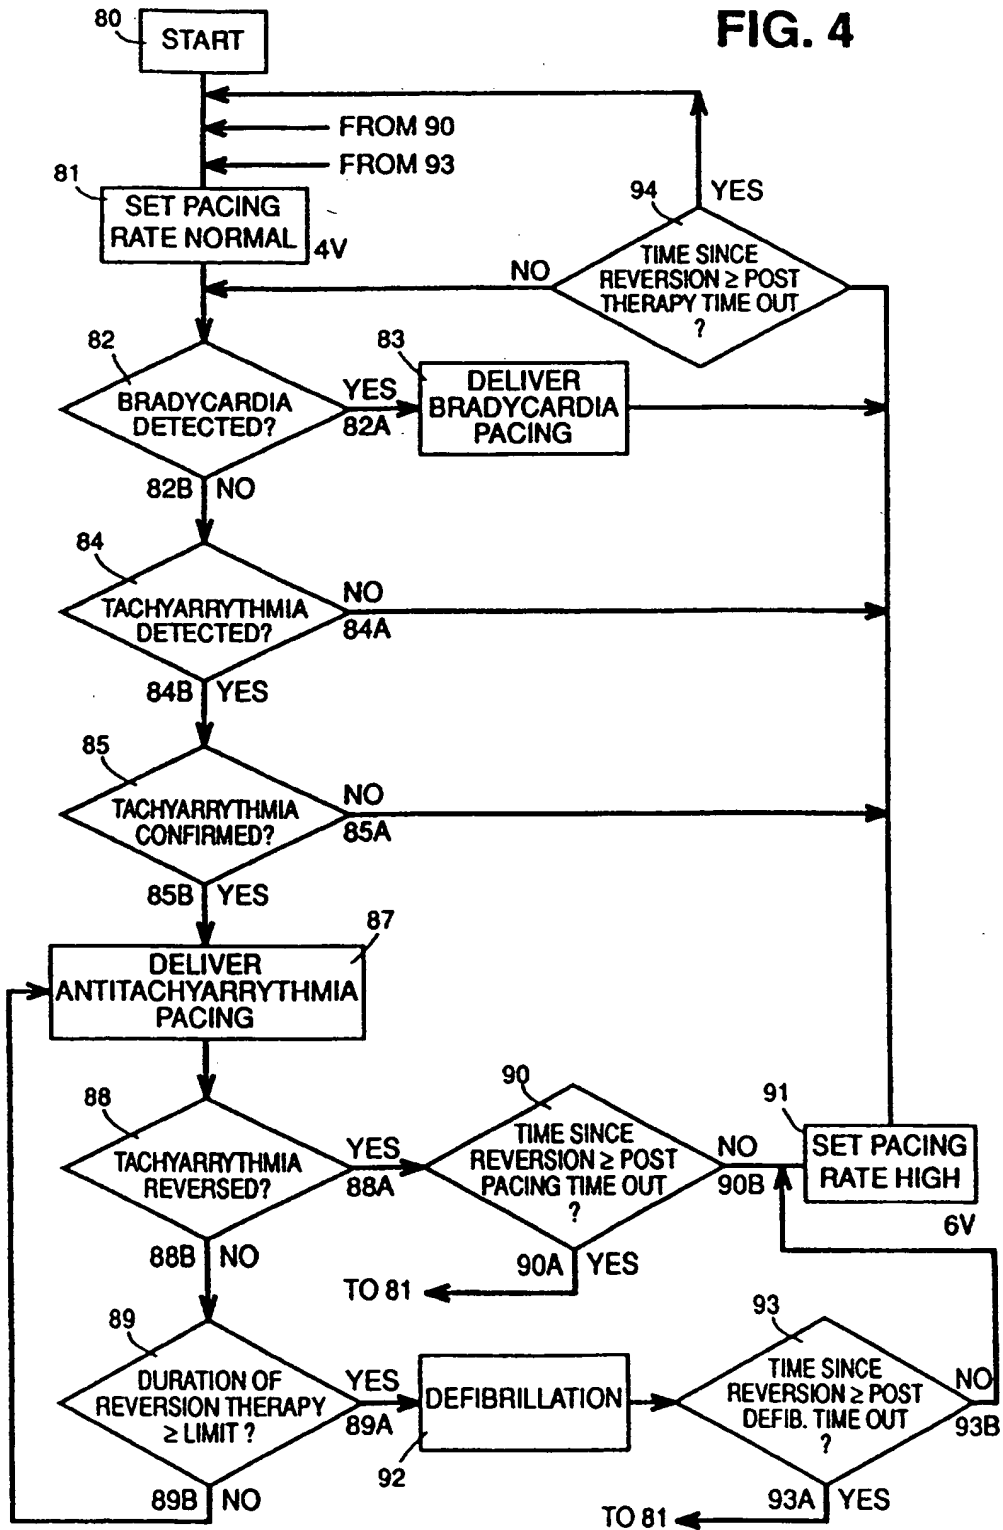 FIG. 4
80
START
FROM 90
FROM 93
81
SET PACING
RATE NORMAL
4V
94
YES
TIME SINCE
REVERSION ≥ POST
THERAPY TIME OUT
?
NO
82
BRADYCARDIA
DETECTED?
YES
82A
83
DELIVER
BRADYCARDIA
PACING
82B NO
84
TACHYARRYTHMIA
DETECTED?
NO
84A
84B YES
85
TACHYARRYTHMIA
CONFIRMED?
NO
85A
85B YES
87
DELIVER
ANTITACHYARRYTHMIA
PACING
88
TACHYARRYTHMIA
REVERSED?
YES
88A
90
TIME SINCE
REVERSION ≥ POST
PACING TIME OUT
?
NO
90B
91
SET PACING
RATE HIGH
6V
88B NO
90A YES
TO 81
89
DURATION OF
REVERSION THERAPY
≥ LIMIT ?
YES
89A
DEFIBRILLATION
92
93
TIME SINCE
REVERSION ≥ POST
DEFIB. TIME OUT
?
NO
93B
89B NO
93A YES
TO 81